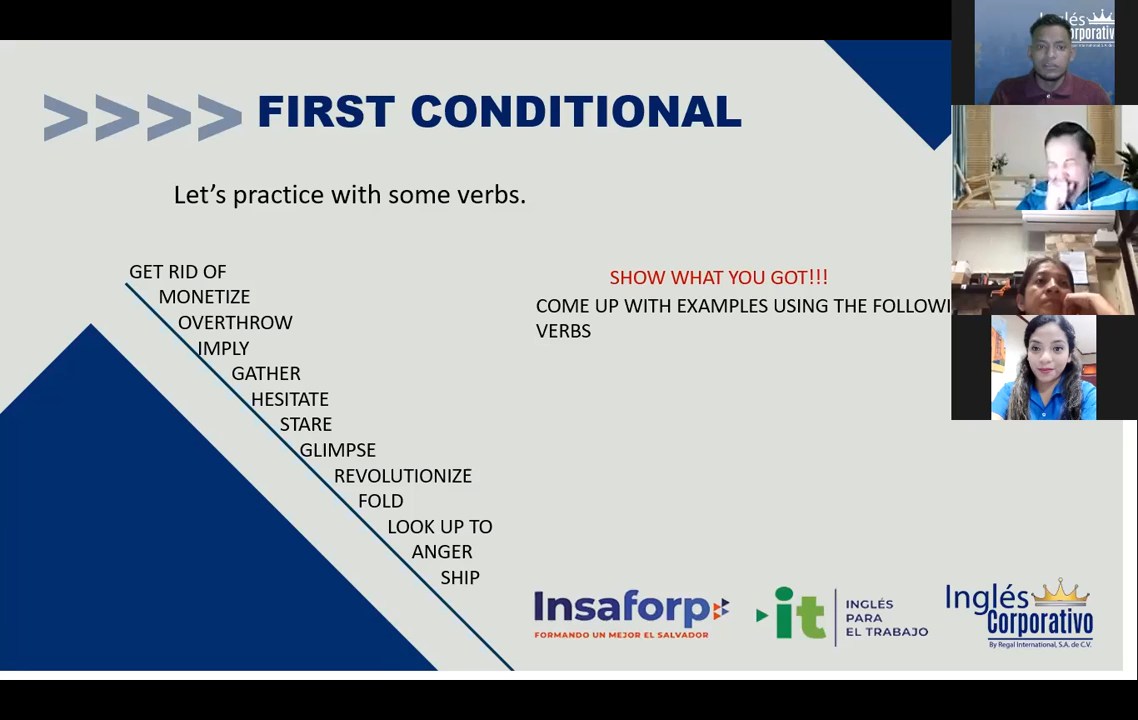 >>>> FIRST CONDITIONAL
Let's practice with some verbs.
GET RID OF
MONETIZE
OVERTHROW
IMPLY
GATHER
HESITATE
STARE
GLIMPSE
REVOLUTIONIZE
FOLD
LOOK UP TO
ANGER
SHIP
SHOW WHAT YOU GOT!!!
COME UP WITH EXAMPLES USING THE FOLLOWI
VERBS
Insaforp
FORMANDO UN MEJOR EL SALVADOR
it
INGLÉS
PARA
EL TRABAJO
Inglés
Corporativo
By Regal International, S.A. de C.V.